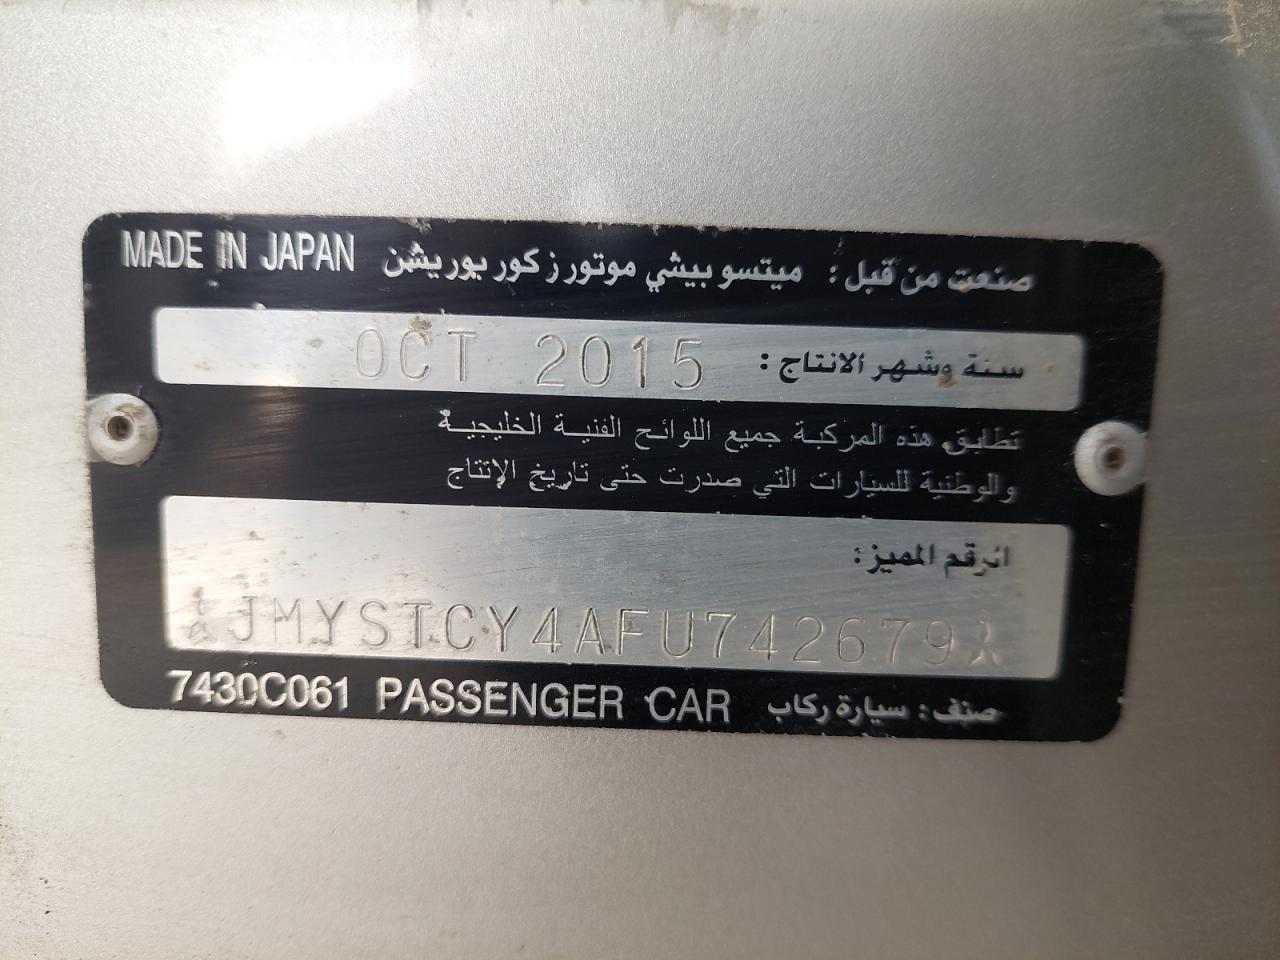 MADE IN JAPAN صنعت من قبل : ميتسوبيشي موتورز كوربوريشن
سنة وشهر الانتاج : OCT 2015
تطابق هذه المركبة جميع اللوائح الفنية الخليجية
والوطنية للسيارات التي صدرت حتى تاريخ الإنتاج
الرقم المميز :
JMYSTCY4AFU742679
7430C061 PASSENGER CAR صنف : سيارة ركاب